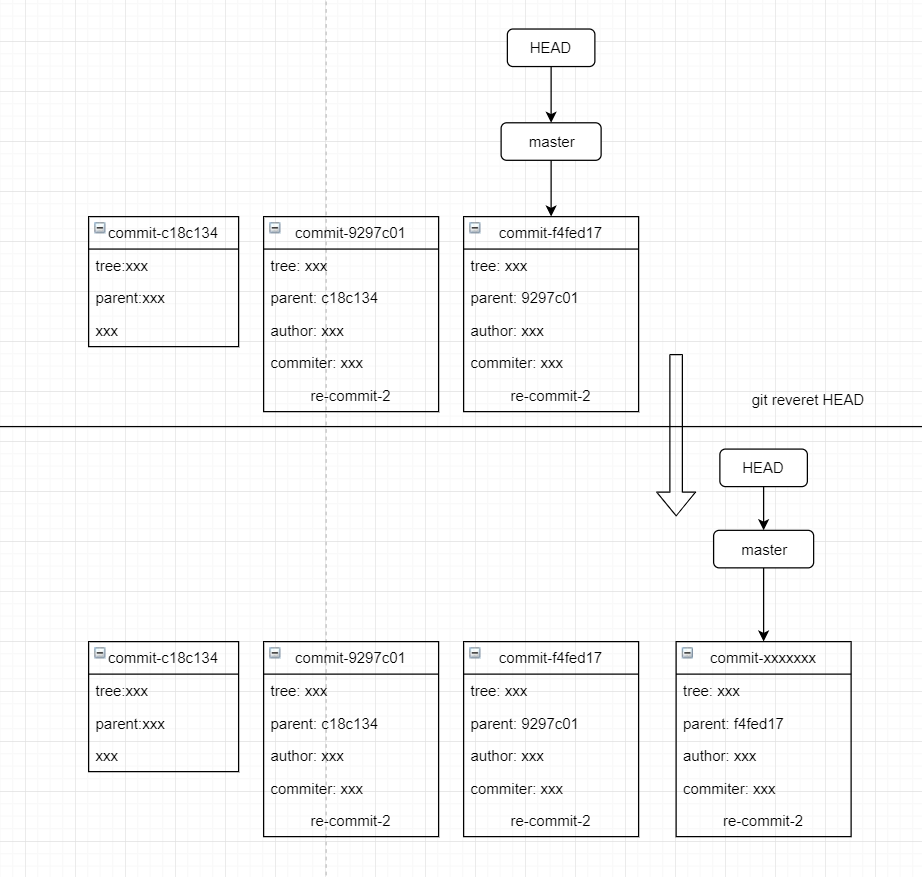 HEAD
master
commit-c18c134
tree:xxx
parent:xxx
xxx
commit-9297c01
tree: xxx
parent: c18c134
author: xxx
commiter: xxx
re-commit-2
commit-f4fed17
tree: xxx
parent: 9297c01
author: xxx
commiter: xxx
re-commit-2
git reveret HEAD
HEAD
master
commit-c18c134
tree:xxx
parent:xxx
xxx
commit-9297c01
tree: xxx
parent: c18c134
author: xxx
commiter: xxx
re-commit-2
commit-f4fed17
tree: xxx
parent: 9297c01
author: xxx
commiter: xxx
re-commit-2
commit-xxxxxxx
tree: xxx
parent: f4fed17
author: xxx
commiter: xxx
re-commit-2